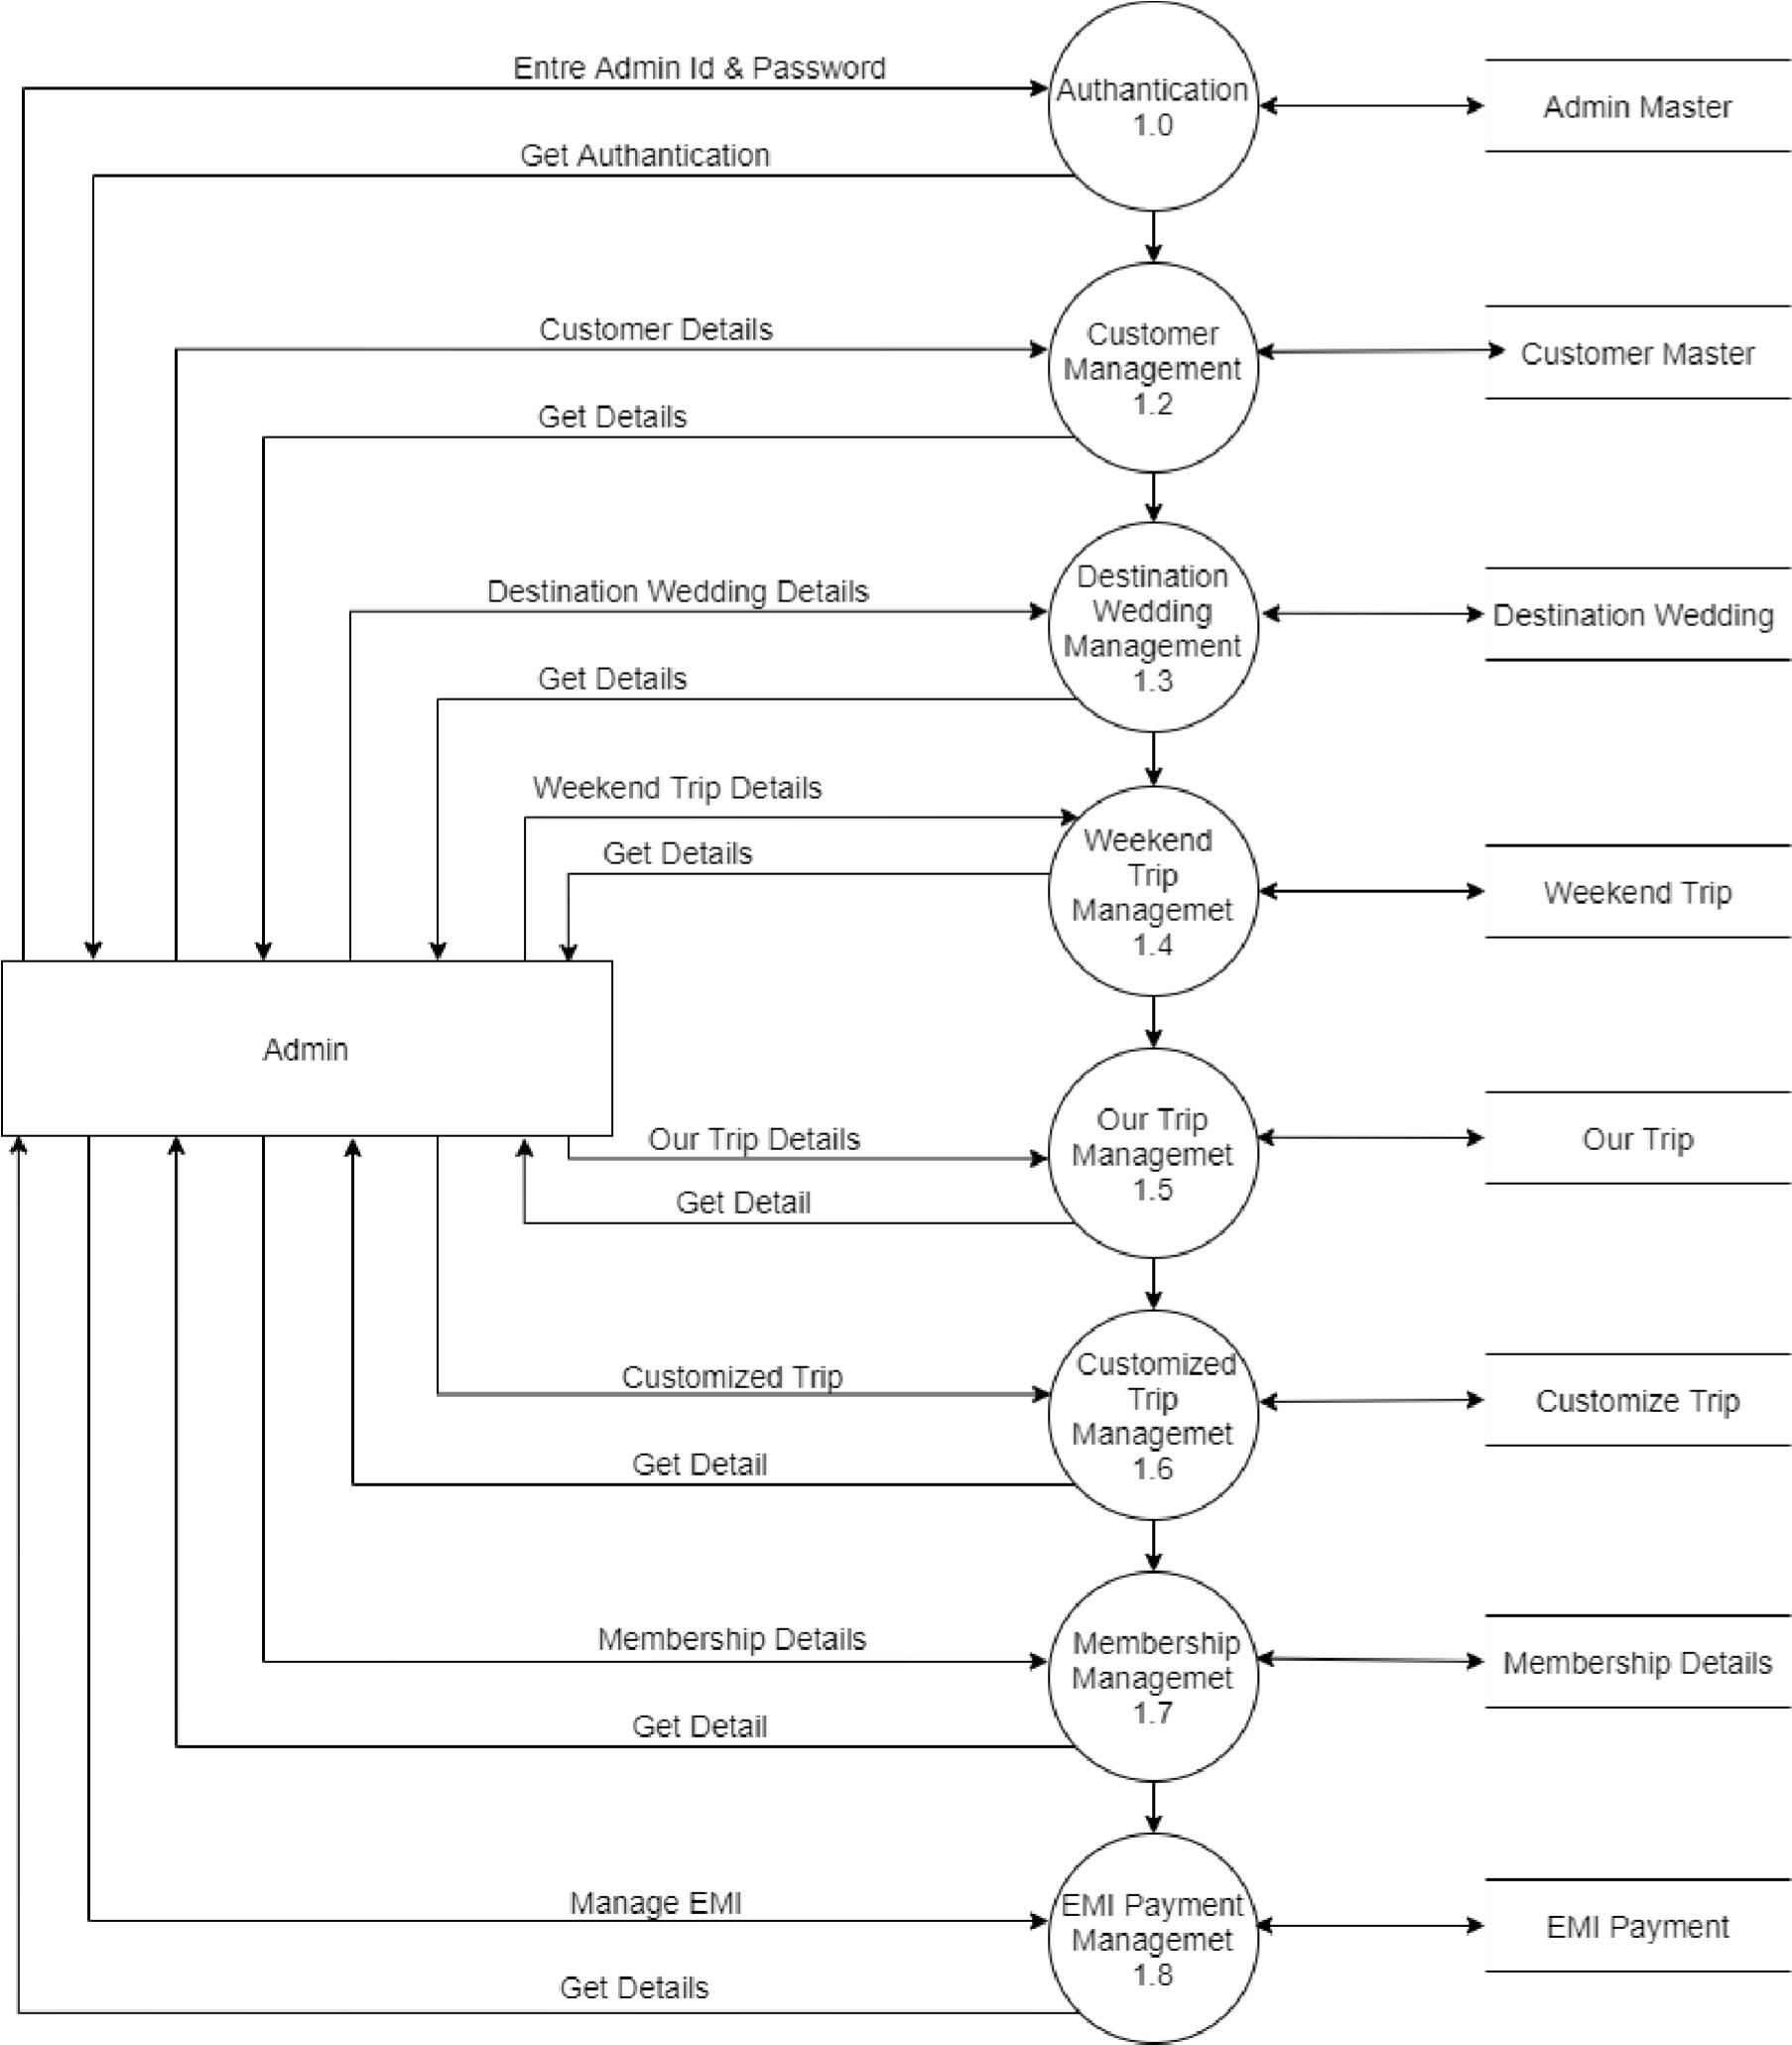 Entre Admin Id & Password
Authantication
1.0
Admin Master
Get Authantication
Customer Details
Customer
Management
1.2
Customer Master
Get Details
Destination Wedding Details
Destination
Wedding
Management
1.3
Destination Wedding
Get Details
Weekend Trip Details
Get Details
Weekend
Trip
Managemet
1.4
Weekend Trip
Admin
Our Trip Details
Our Trip
Managemet
1.5
Our Trip
Get Detail
Customized Trip
Customized
Trip
Managemet
1.6
Customize Trip
Get Detail
Membership Details
Membership
Managemet
1.7
Membership Details
Get Detail
Manage EMI
EMI Payment
Managemet
1.8
EMI Payment
Get Details